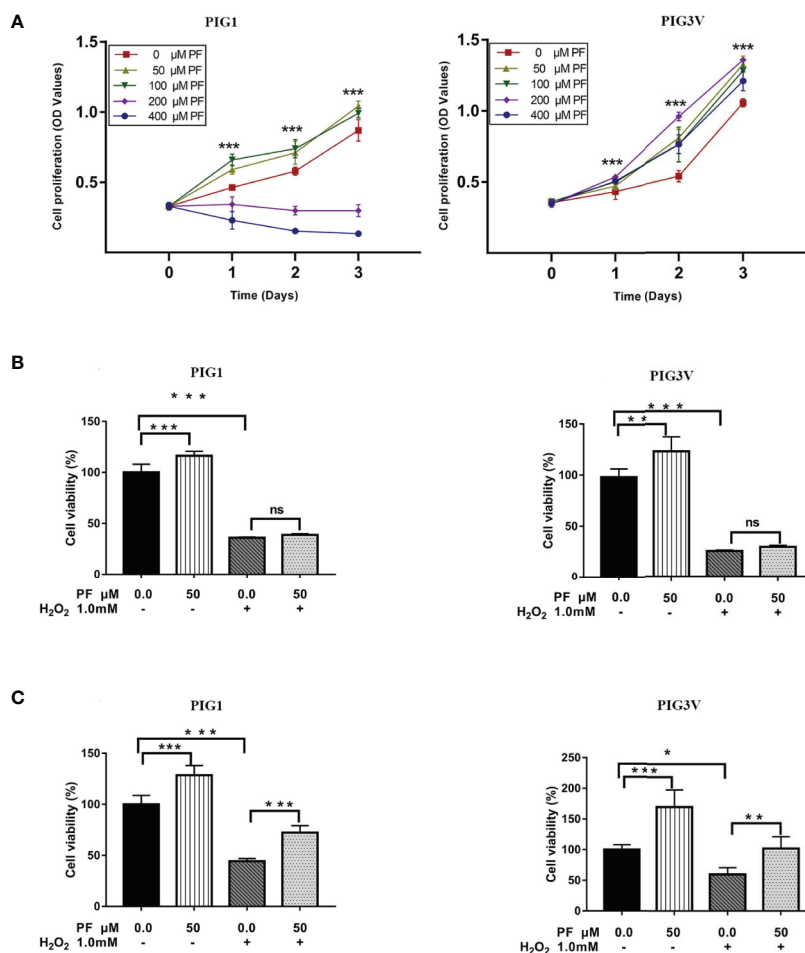 A
PIG1
1.5
1.0
0.5
Cell proliferation (OD Values)
0 μM PF
50 μM PF
100 μM PF
200 μM PF
400 μM PF
***
***
***
0 1 2 3
Time (Days)
PIG3V
1.5
1.0
0.5
Cell proliferation (OD Values)
0 μM PF
50 μM PF
100 μM PF
200 μM PF
400 μM PF
***
***
***
0 1 2 3
Time (Days)
B
PIG1
150
100
50
0
Cell viability (%)
* * *
* * *
ns
PF μM 0.0 50 0.0 50
H₂O₂ 1.0mM - - + +
PIG3V
150
100
50
0
Cell viability (%)
* * *
* *
ns
PF μM 0.0 50 0.0 50
H₂O₂ 1.0mM - - + +
C
PIG1
150
100
50
0
Cell viability (%)
* * *
***
* * *
PF μM 0.0 50 0.0 50
H₂O₂ 1.0mM - - + +
PIG3V
250
200
150
100
50
0
Cell viability (%)
*
***
* *
PF μM 0.0 50 0.0 50
H₂O₂ 1.0mM - - + +